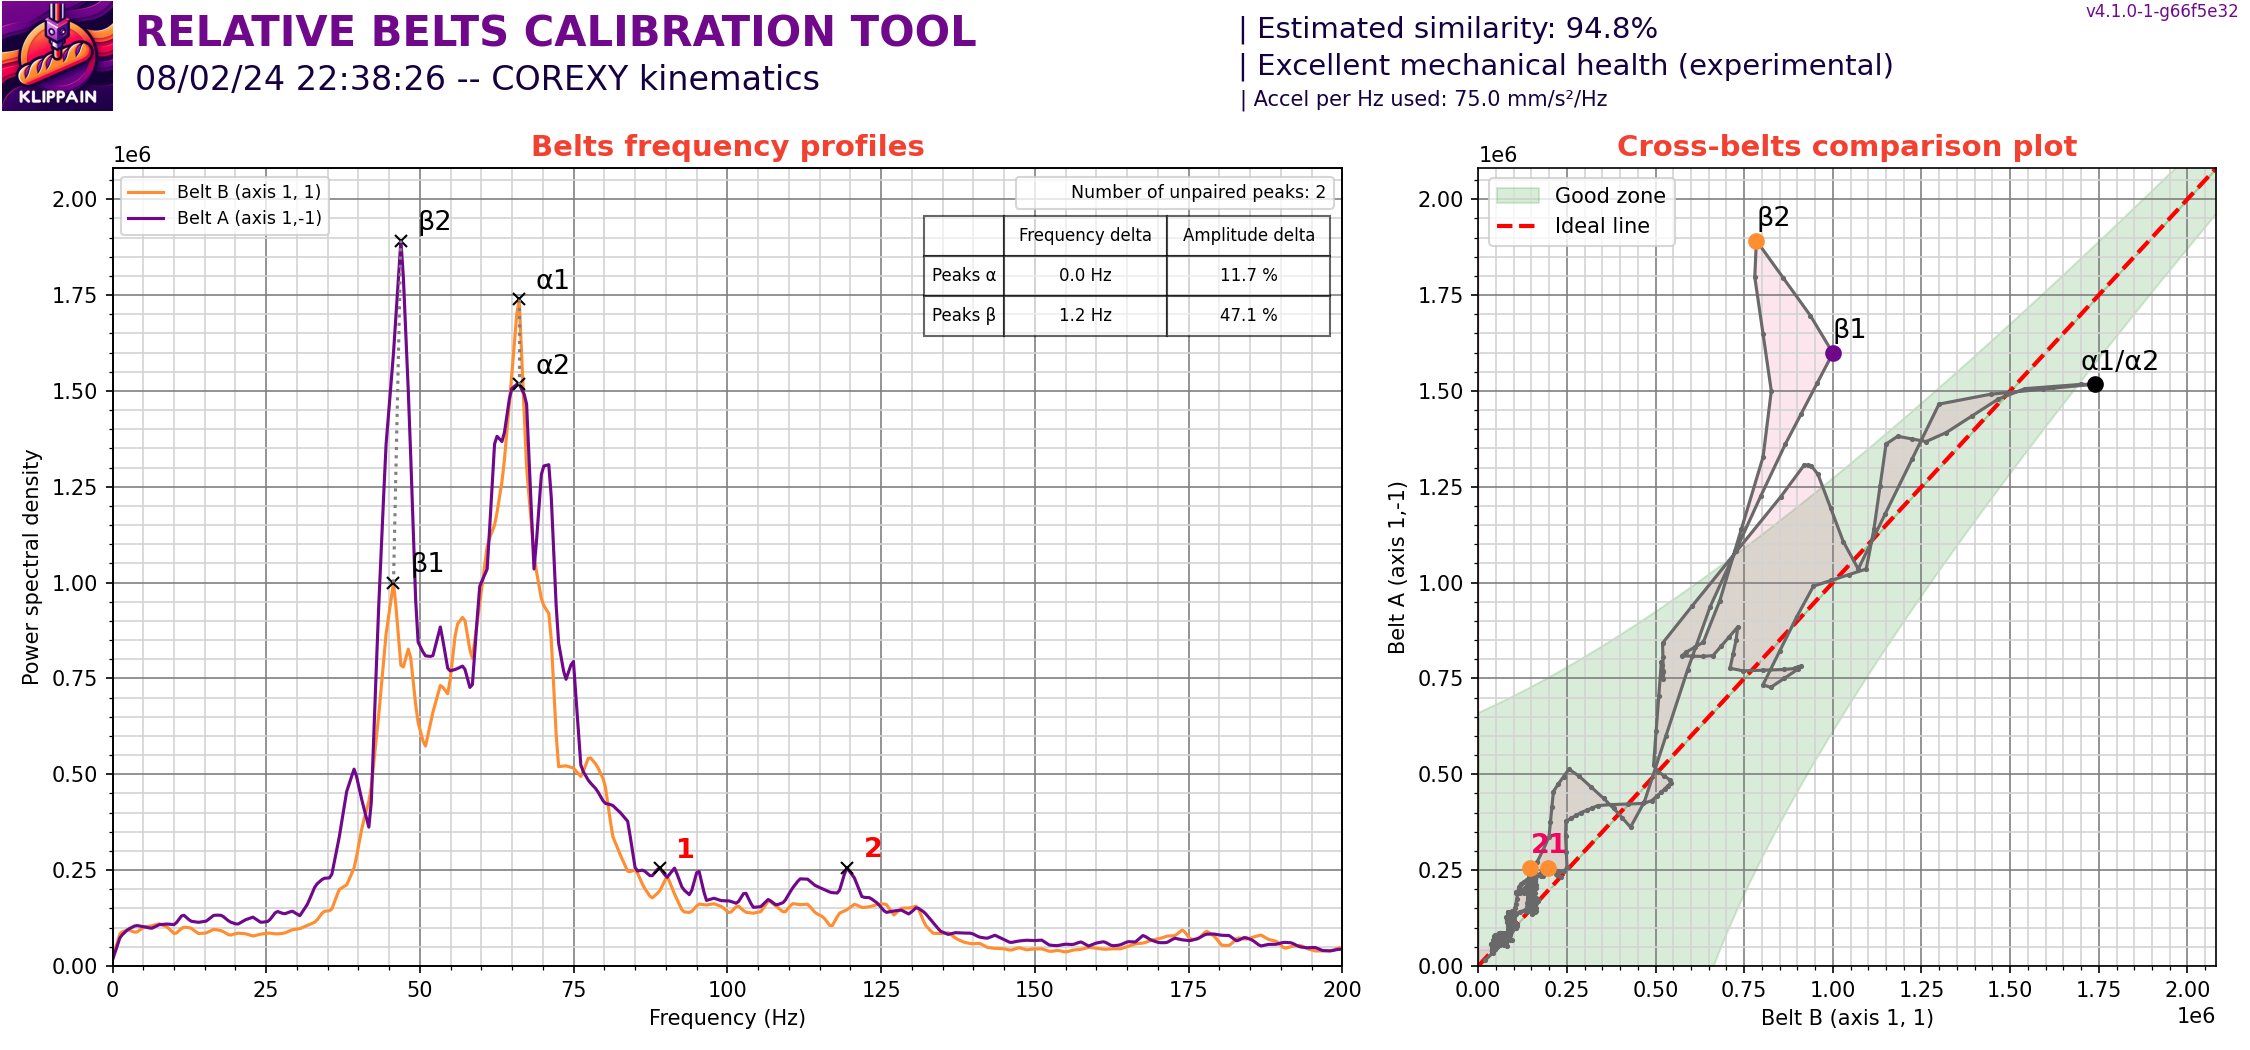 KLIPPAIN
RELATIVE BELTS CALIBRATION TOOL
08/02/24 22:38:26 -- COREXY kinematics
| Estimated similarity: 94.8%
| Excellent mechanical health (experimental)
| Accel per Hz used: 75.0 mm/s²/Hz
v4.1.0-1-g66f5e32
Belts frequency profiles
1e6
Belt B (axis 1, 1)
Belt A (axis 1,-1)
Number of unpaired peaks: 2
Frequency delta Amplitude delta
Peaks α 0.0 Hz 11.7 %
Peaks β 1.2 Hz 47.1 %
β2
α1
α2
β1
1
2
2.00
1.75
1.50
1.25
1.00
0.75
0.50
0.25
0.00
Power spectral density
0 25 50 75 100 125 150 175 200
Frequency (Hz)
Cross-belts comparison plot
1e6
Good zone
Ideal line
β2
β1
α1/α2
21
2.00
1.75
1.50
1.25
1.00
0.75
0.50
0.25
0.00
Belt A (axis 1,-1)
0.00 0.25 0.50 0.75 1.00 1.25 1.50 1.75 2.00
Belt B (axis 1, 1)
1e6